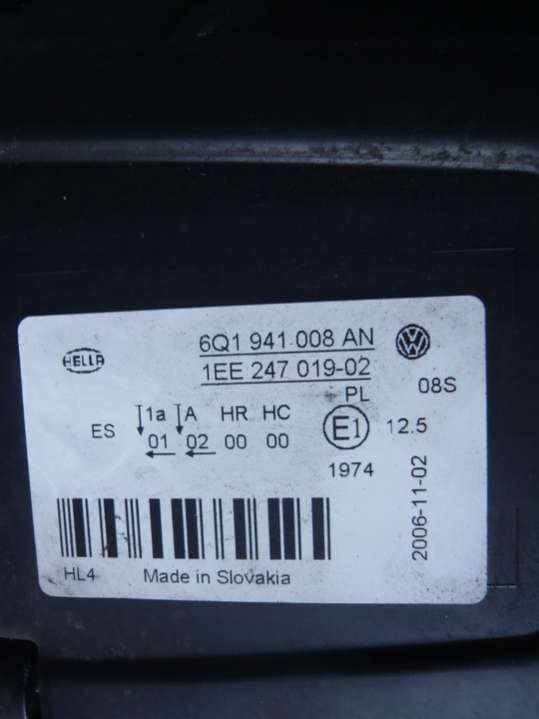 HELLA
6Q1 941 008 AN
1EE 247 019-02
PL
08S
1a A HR HC
ES 01 02 00 00
E1 12.5
1974
2006-11-02
HL4 Made in Slovakia